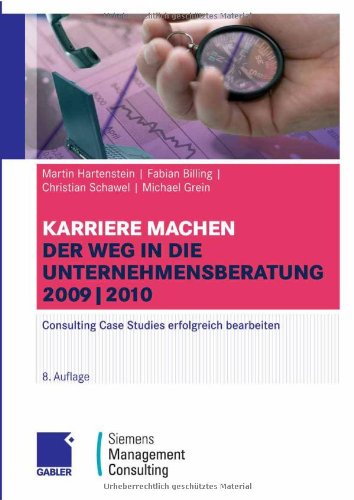 Urheberrechtlich geschütztes Material
Martin Hartenstein | Fabian Billing |
Christian Schawel | Michael Grein
KARRIERE MACHEN
DER WEG IN DIE
UNTERNEHMENSBERATUNG
2009 | 2010
Consulting Case Studies erfolgreich bearbeiten
8. Auflage
GABLER
Siemens
Management
Consulting
Urheberrechtlich geschütztes Material